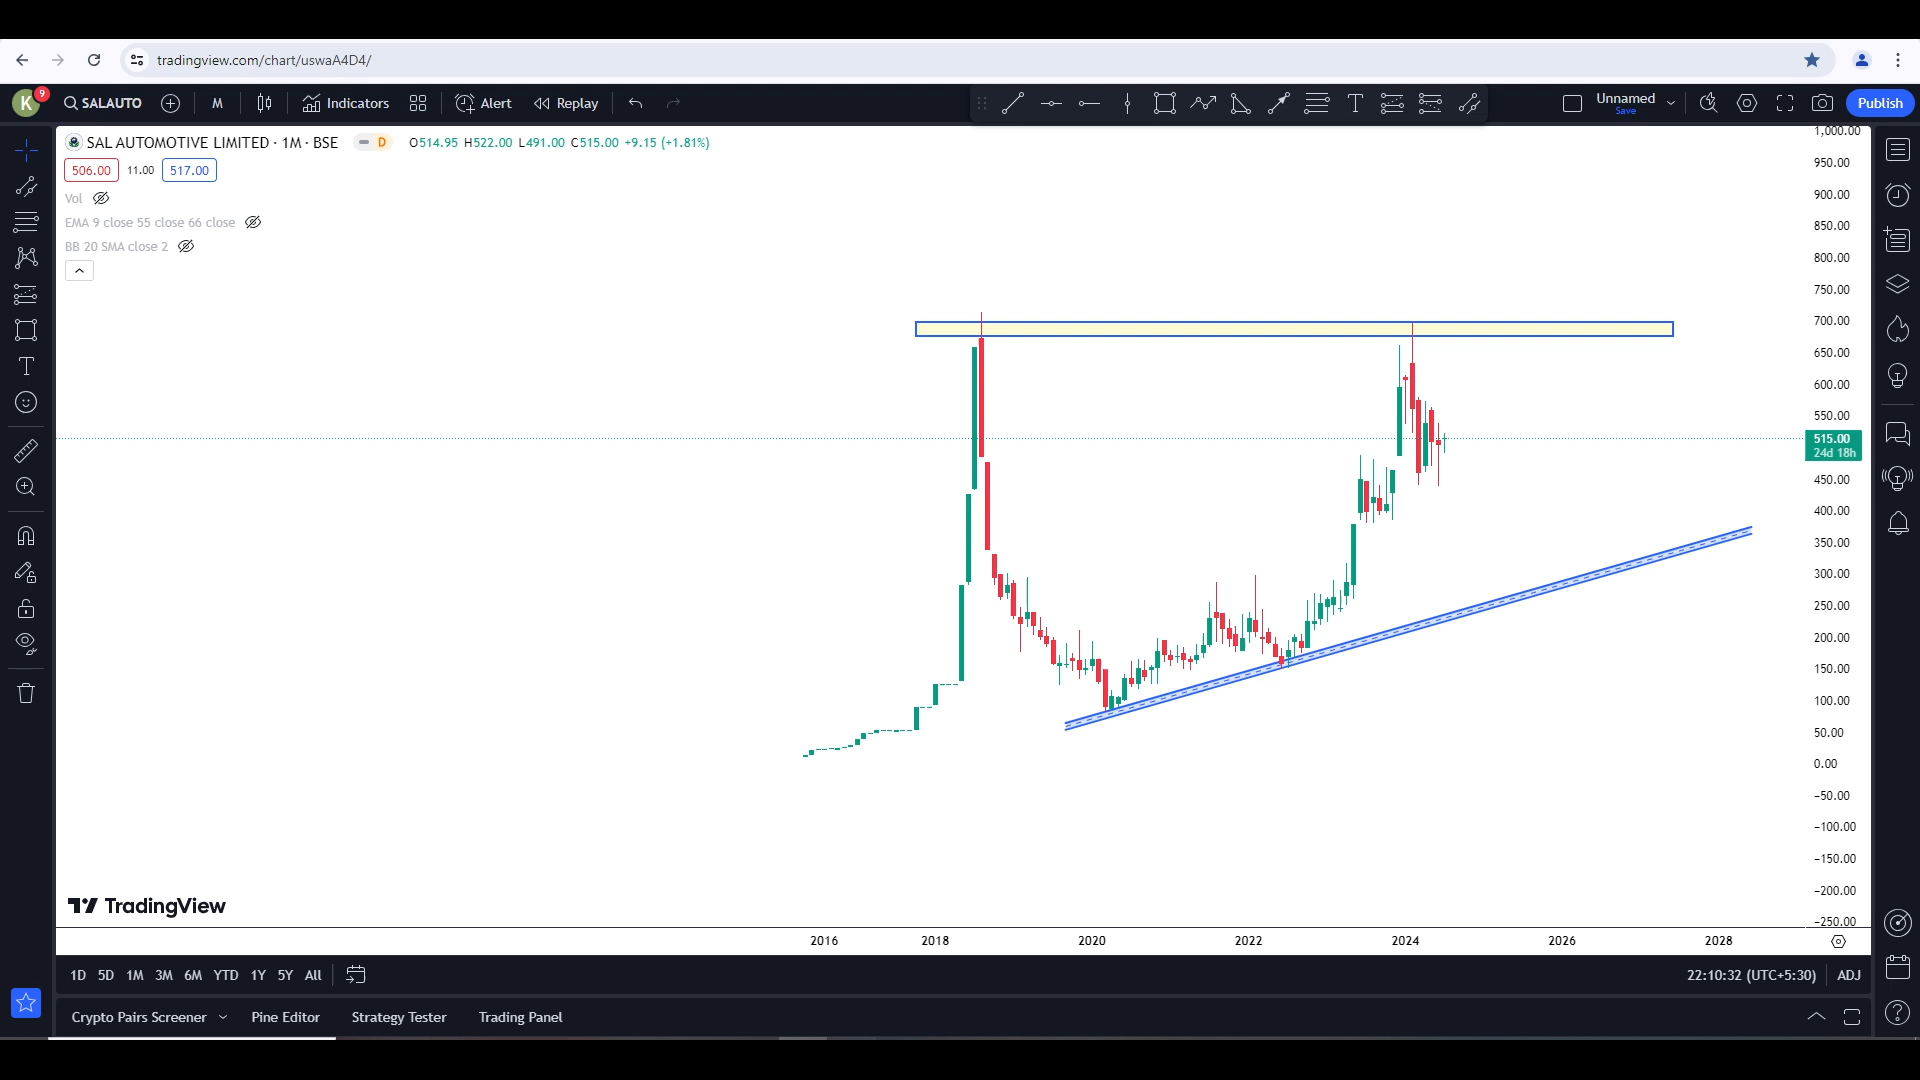 tradingview.com/chart/uswaA4D4/
K 9 SALAUTO M Indicators Alert Replay T Unnamed Save Publish
SAL AUTOMOTIVE LIMITED · 1M · BSE D O514.95 H522.00 L491.00 C515.00 +9.15 (+1.81%)
506.00 11.00 517.00
Vol
EMA 9 close 55 close 66 close
BB 20 SMA close 2
1,000.00
950.00
900.00
850.00
800.00
750.00
700.00
650.00
600.00
550.00
515.00
24d 18h
450.00
400.00
350.00
300.00
250.00
200.00
150.00
100.00
50.00
0.00
−50.00
−100.00
−150.00
−200.00
−250.00
TradingView
2016 2018 2020 2022 2024 2026 2028
1D 5D 1M 3M 6M YTD 1Y 5Y All 22:10:32 (UTC+5:30) ADJ
Crypto Pairs Screener Pine Editor Strategy Tester Trading Panel